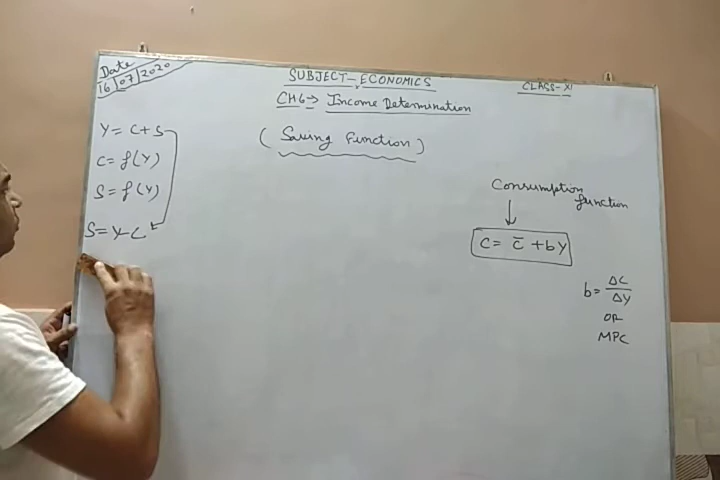 Date
16/07/2020
SUBJECT - ECONOMICS
CLASS- XI
CH6 → Income Determination
(Saving Function)
Y = C + S
C = f(Y)
S = f(Y)
S = Y - C
Consumption
function
C = C̅ + bY
b = ΔC/ΔY
OR
MPC